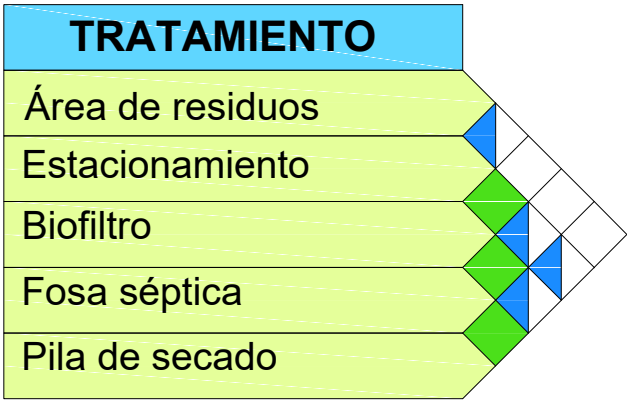 TRATAMIENTO
Área de residuos
Estacionamiento
Biofiltro
Fosa séptica
Pila de secado